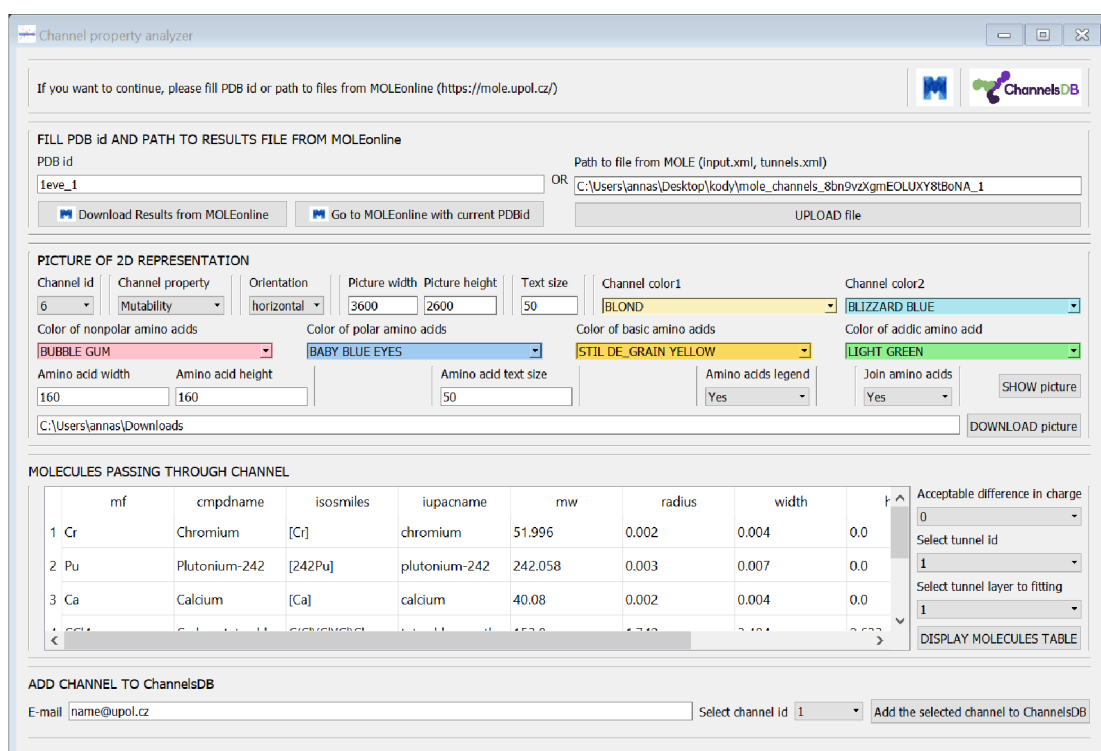 Channel property analyzer
If you want to continue, please fill PDB id or path to files from MOLEonline (https://mole.upol.cz/)
ChannelsDB
FILL PDB id AND PATH TO RESULTS FILE FROM MOLEonline
PDB id
Path to file from MOLE (input.xml, tunnels.xml)
1eve_1
OR
C:\Users\annas\Desktop\kody\mole_channels_8bn9vzXgmEOLUXY8tBoNA_1
Download Results from MOLEonline
Go to MOLEonline with current PDBid
UPLOAD file
PICTURE OF 2D REPRESENTATION
Channel id Channel property Orientation Picture width Picture height Text size Channel color1 Channel color2
6 Mutability horizontal 3600 2600 50 BLOND BLIZZARD BLUE
Color of nonpolar amino acids Color of polar amino acids Color of basic amino acids Color of acidic amino acid
BUBBLE GUM BABY BLUE EYES STIL DE_GRAIN YELLOW LIGHT GREEN
Amino acid width Amino acid height Amino acid text size Amino acids legend Join amino acids
160 160 50 Yes Yes SHOW picture
C:\Users\annas\Downloads DOWNLOAD picture
MOLECULES PASSING THROUGH CHANNEL
mf cmpdname isosmiles iupacname mw radius width
1 Cr Chromium [Cr] chromium 51.996 0.002 0.004 0.0
2 Pu Plutonium-242 [242Pu] plutonium-242 242.058 0.003 0.007 0.0
3 Ca Calcium [Ca] calcium 40.08 0.002 0.004 0.0
Acceptable difference in charge
0
Select tunnel id
1
Select tunnel layer to fitting
1
DISPLAY MOLECULES TABLE
ADD CHANNEL TO ChannelsDB
E-mail name@upol.cz Select channel id 1 Add the selected channel to ChannelsDB